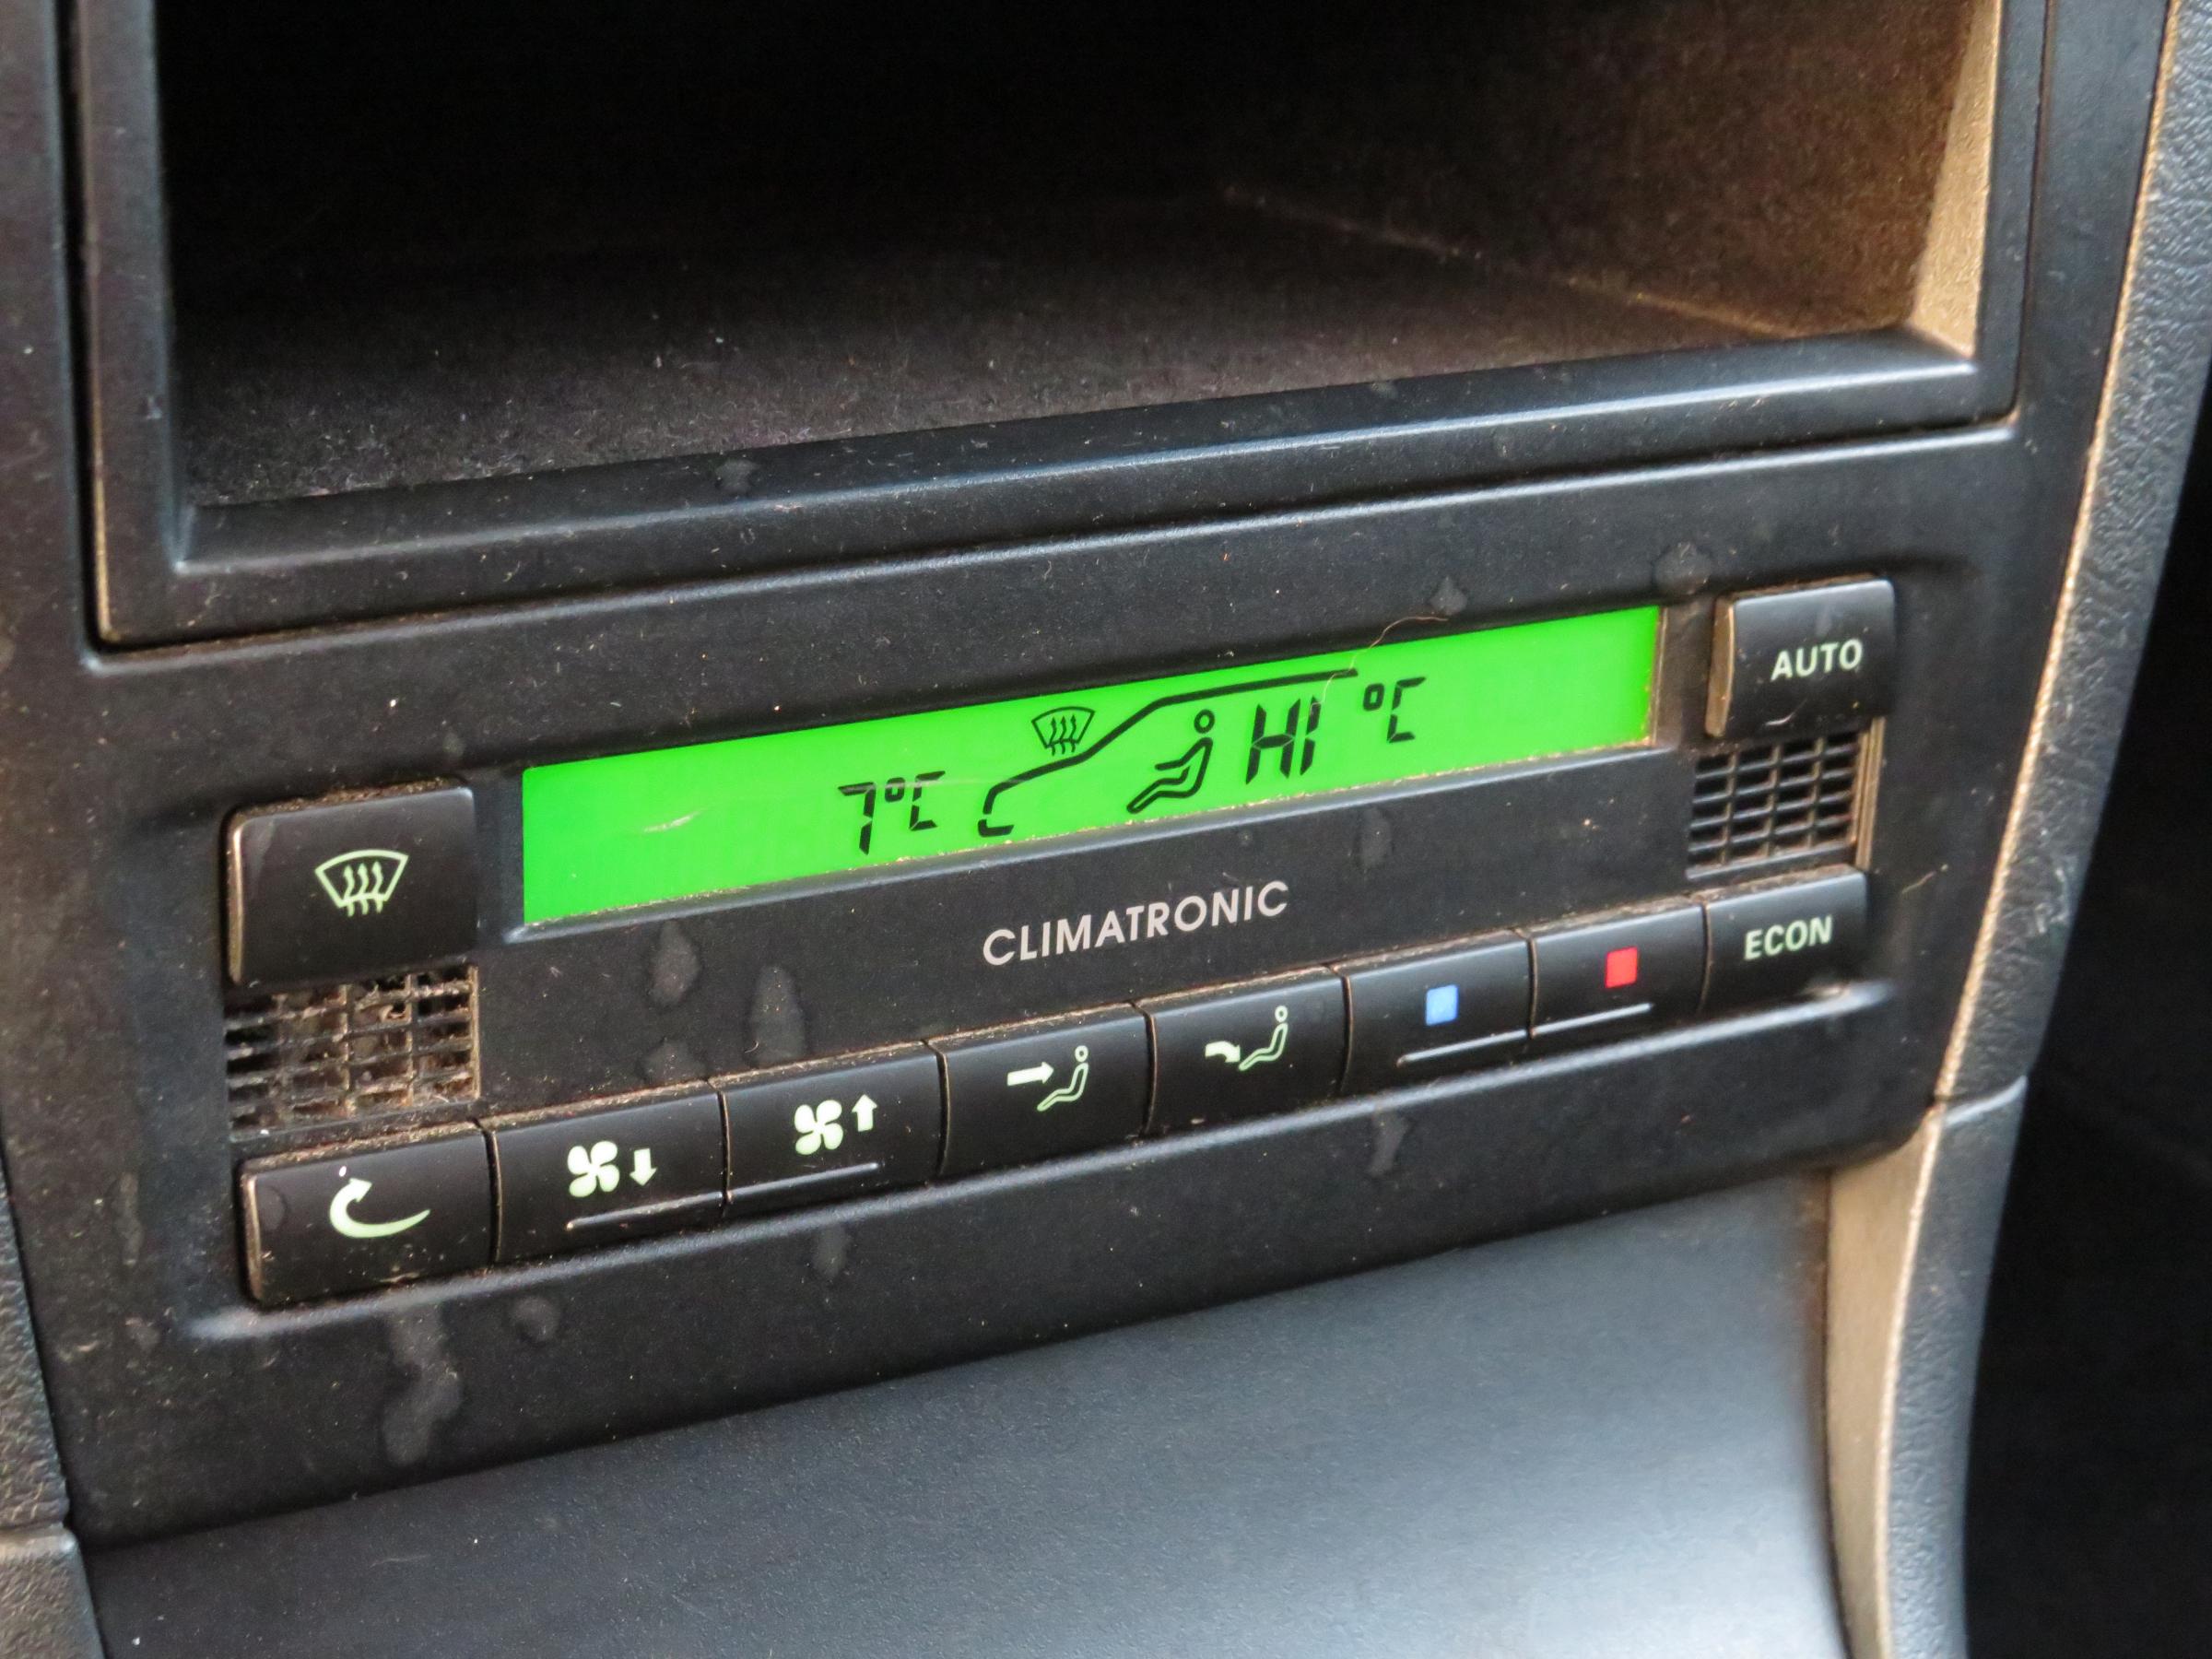 AUTO
7°C HI °C
CLIMATRONIC
ECON